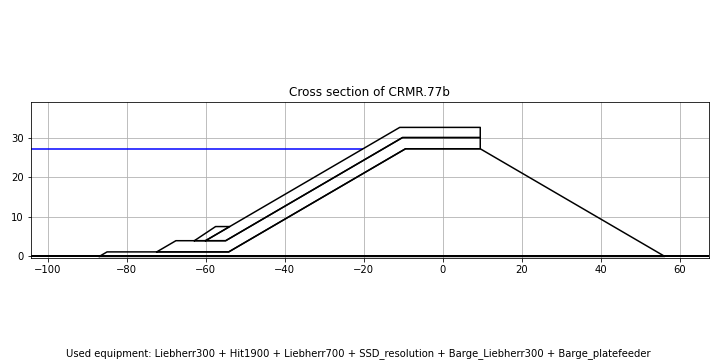 Cross section of CRMR.77b
30
20
10
0
−100 −80 −60 −40 −20 0 20 40 60
Used equipment: Liebherr300 + Hit1900 + Liebherr700 + SSD_resolution + Barge_Liebherr300 + Barge_platefeeder